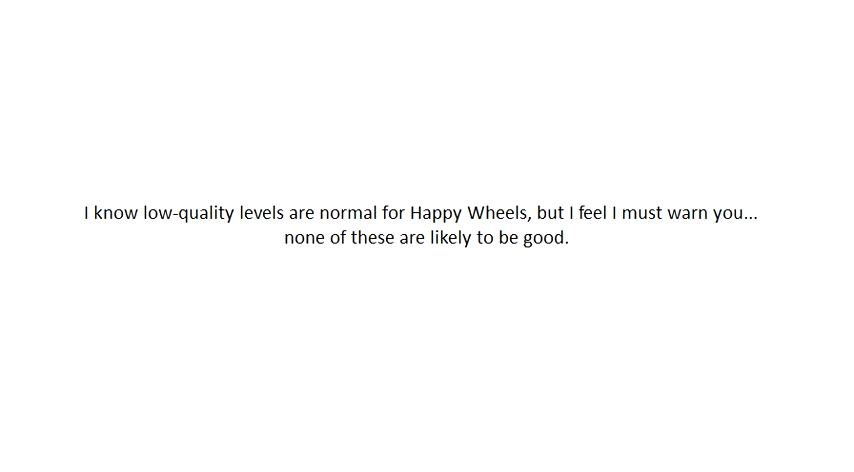 I know low-quality levels are normal for Happy Wheels, but I feel I must warn you...
none of these are likely to be good.